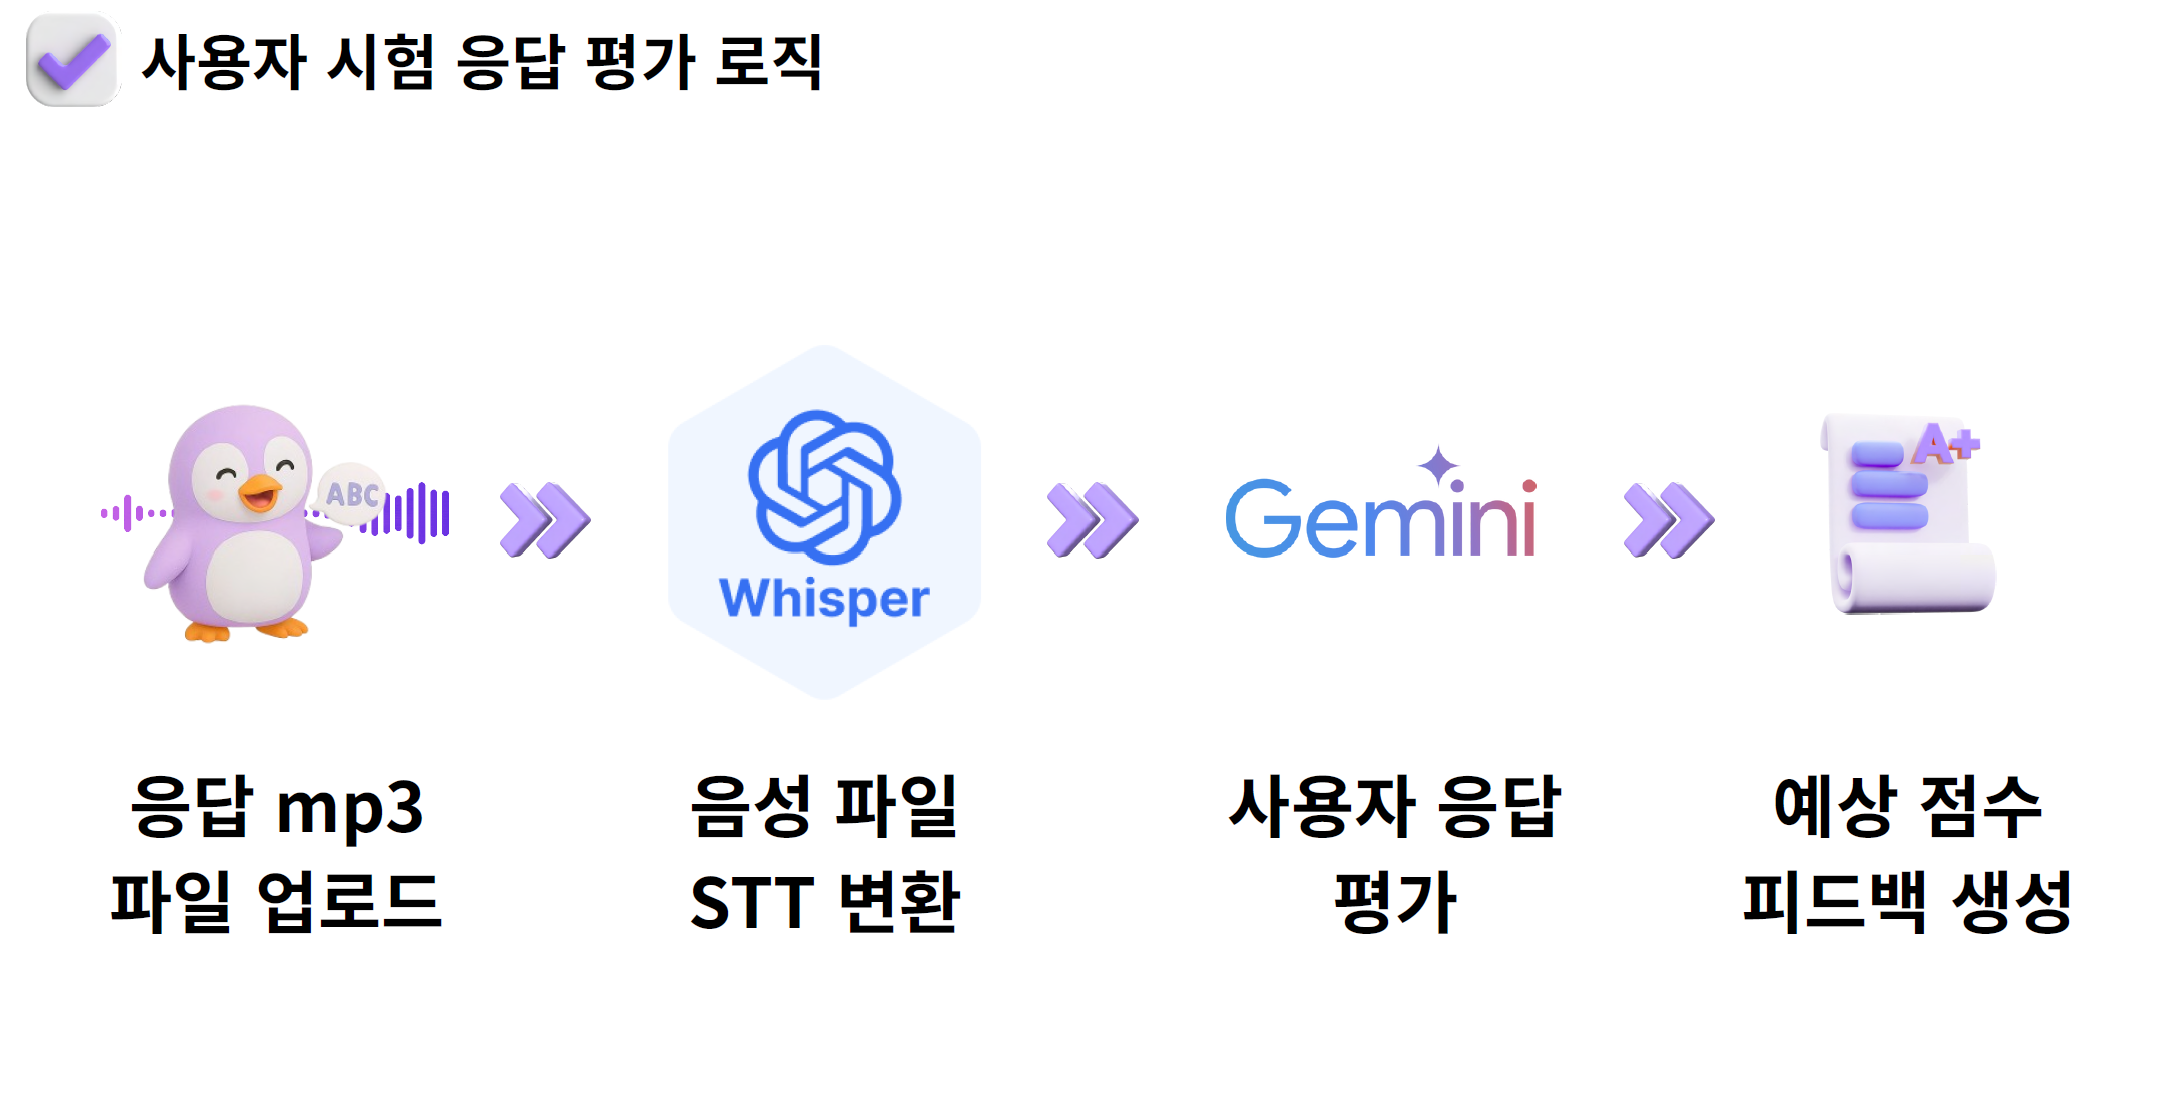 사용자 시험 응답 평가 로직
ABC
Whisper
Gemini
A+
응답 mp3
파일 업로드
음성 파일
STT 변환
사용자 응답
평가
예상 점수
피드백 생성